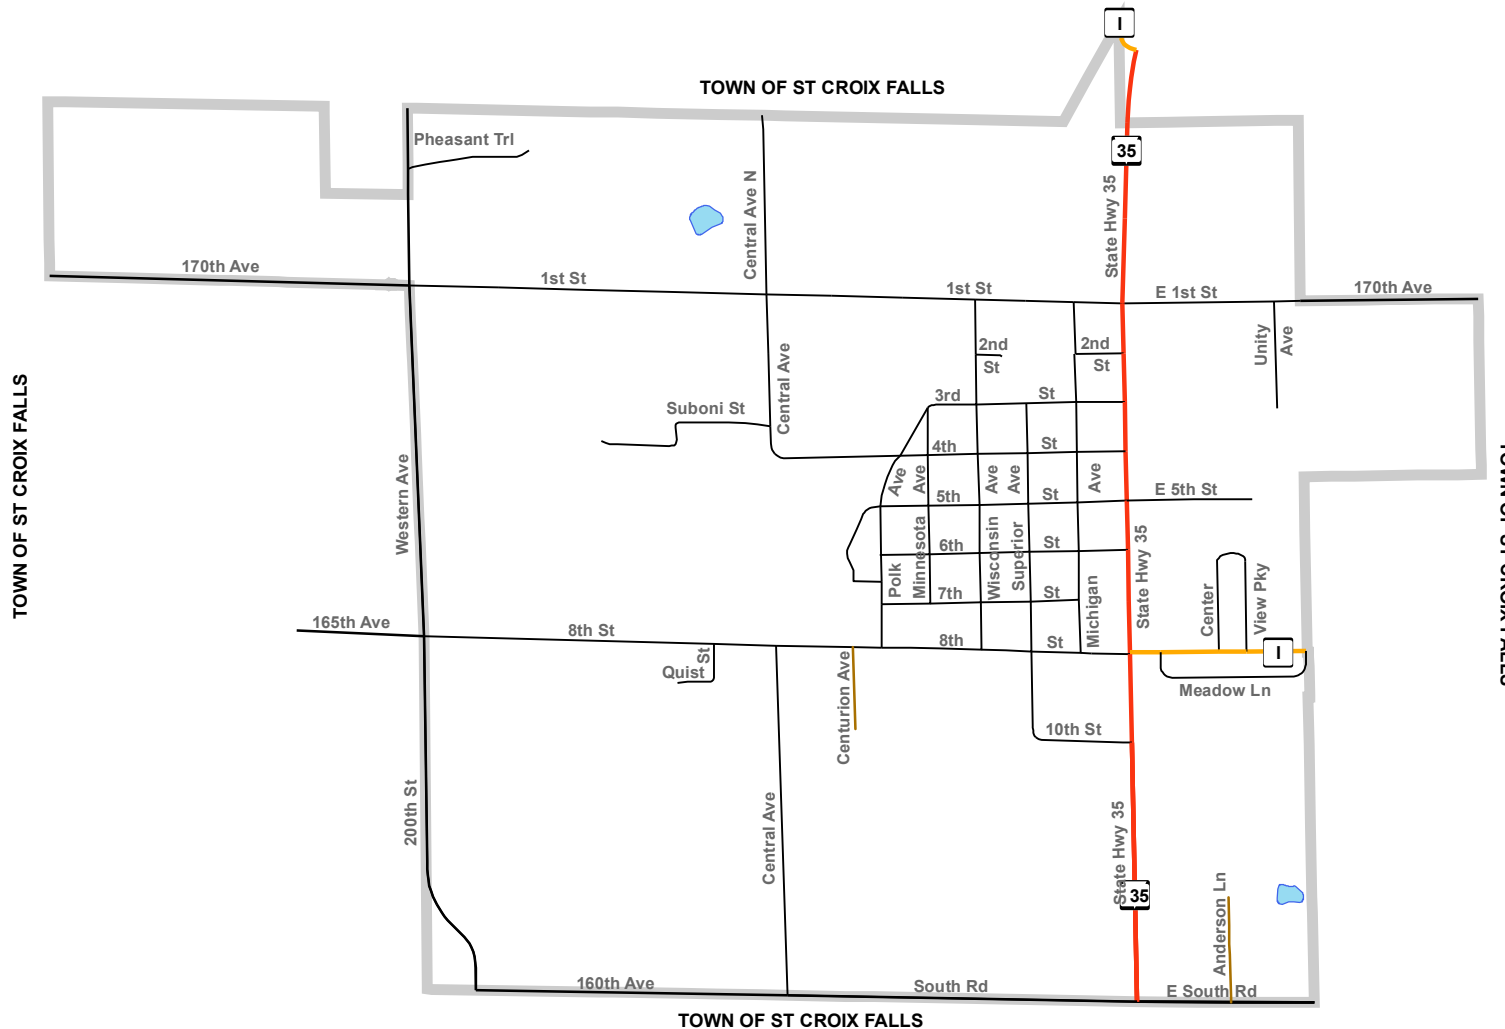 I
TOWN OF ST CROIX FALLS
Pheasant Trl
35
Central Ave N
State Hwy 35
170th Ave
1st St
1st St
E 1st St
170th Ave
2nd
St
2nd
St
Unity
Ave
Central Ave
3rd
St
Suboni St
TOWN OF ST CROIX FALLS
4th
St
Western Ave
Ave
Ave
Ave
Ave
Ave
5th
St
E 5th St
TOWN OF ST CROIX FALLS
6th
St
Polk
Minnesota
Wisconsin
Superior
Michigan
State Hwy 35
Center
View Pky
7th
St
165th Ave
8th St
8th
St
I
Quist
St
Centurion Ave
Meadow Ln
10th St
200th St
Central Ave
State Hwy 35
35
Anderson Ln
160th Ave
South Rd
E South Rd
TOWN OF ST CROIX FALLS